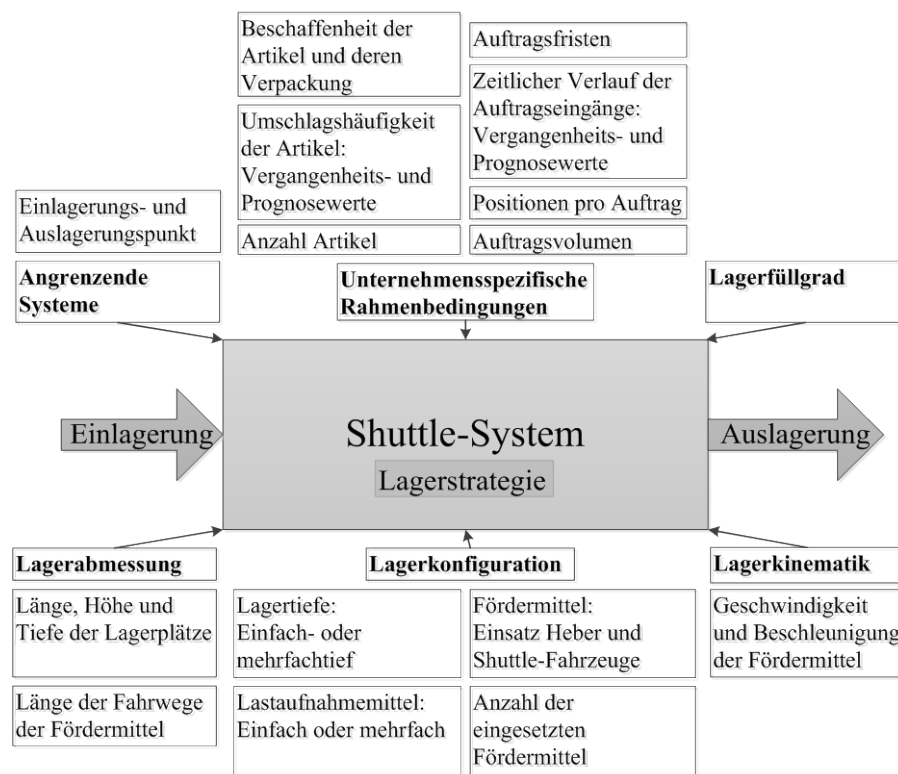 Beschaffenheit der
Artikel und deren
Verpackung
Umschlagshäufigkeit
der Artikel:
Vergangenheits- und
Prognosewerte
Anzahl Artikel
Auftragsfristen
Zeitlicher Verlauf der
Auftragseingänge:
Vergangenheits- und
Prognosewerte
Positionen pro Auftrag
Auftragsvolumen
Einlagerungs- und
Auslagerungspunkt
Angrenzende
Systeme
Unternehmensspezifische
Rahmenbedingungen
Lagerfüllgrad
Einlagerung
Shuttle-System
Lagerstrategie
Auslagerung
Lagerabmessung
Länge, Höhe und
Tiefe der Lagerplätze
Länge der Fahrwege
der Fördermittel
Lagerkonfiguration
Lagertiefe:
Einfach- oder
mehrfachtief
Lastaufnahmemittel:
Einfach oder mehrfach
Fördermittel:
Einsatz Heber und
Shuttle-Fahrzeuge
Anzahl der
eingesetzten
Fördermittel
Lagerkinematik
Geschwindigkeit
und Beschleunigung
der Fördermittel